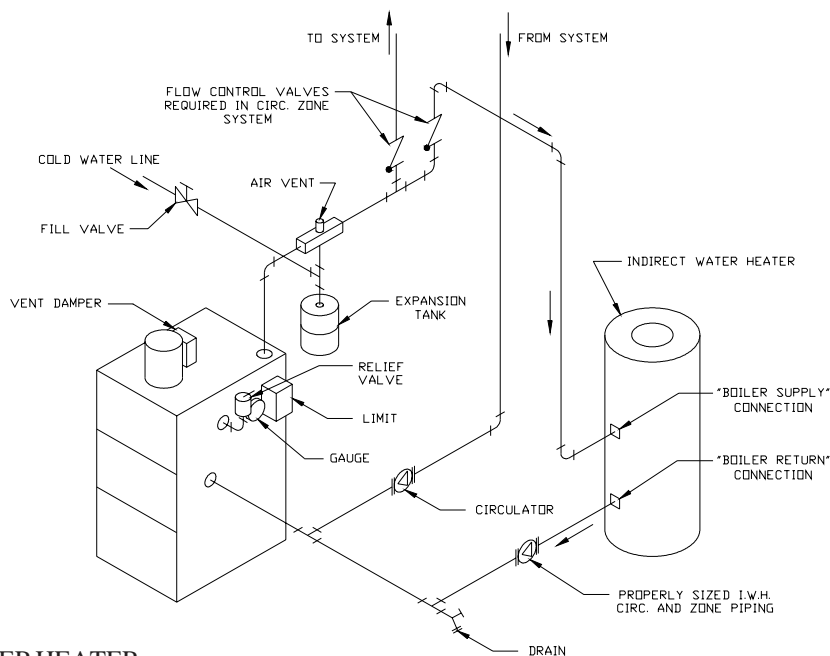 TO SYSTEM
FROM SYSTEM
FLOW CONTROL VALVES
REQUIRED IN CIRC. ZONE
SYSTEM
COLD WATER LINE
AIR VENT
FILL VALVE
INDIRECT WATER HEATER
VENT DAMPER
EXPANSION
TANK
RELIEF
VALVE
LIMIT
"BOILER SUPPLY"
CONNECTION
GAUGE
"BOILER RETURN"
CONNECTION
CIRCULATOR
PROPERLY SIZED I.W.H.
CIRC. AND ZONE PIPING
DRAIN
HEATER